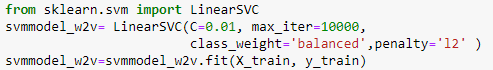 from sklearn.svm import LinearSVC
svmmodel_w2v= LinearSVC(C=0.01, max_iter=10000,
class_weight='balanced',penalty='l2' )
svmmodel_w2v=svmmodel_w2v.fit(X_train, y_train)